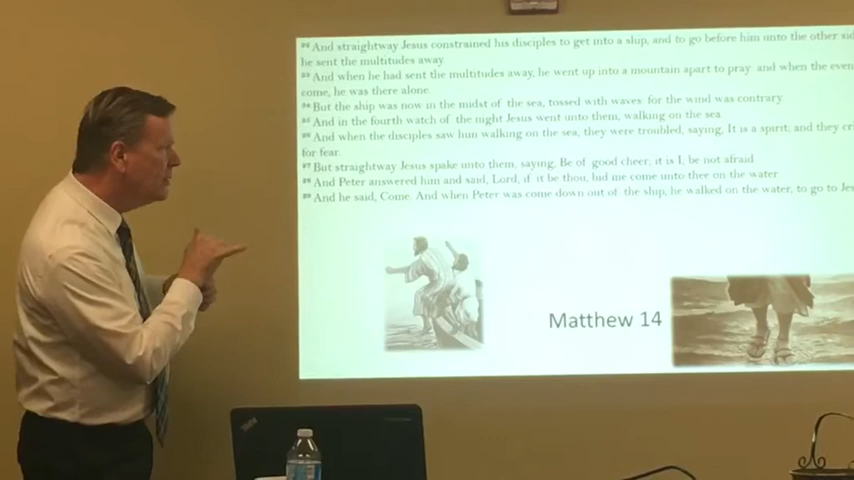 22 And straightway Jesus constrained his disciples to get into a ship, and to go before him unto the other
he sent the multitudes away
23 And when he had sent the multitudes away, he went up into a mountain apart to pray and when the
come, he was there alone.
24 But the ship was now in the midst of the sea, tossed with waves for the wind was contrary
25 And in the fourth watch of the night Jesus went unto them, walking on the sea
26 And when the disciples saw him walking on the sea, they were troubled, saying, It is a spirit; and they
for fear.
27 But straightway Jesus spake unto them, saying, Be of good cheer; it is I, be not afraid
28 And Peter answered him and said, Lord, if it be thou, bid me come unto thee on the water
29 And he said, Come. And when Peter was come down out of the ship, he walked on the water, to go to
Matthew 14